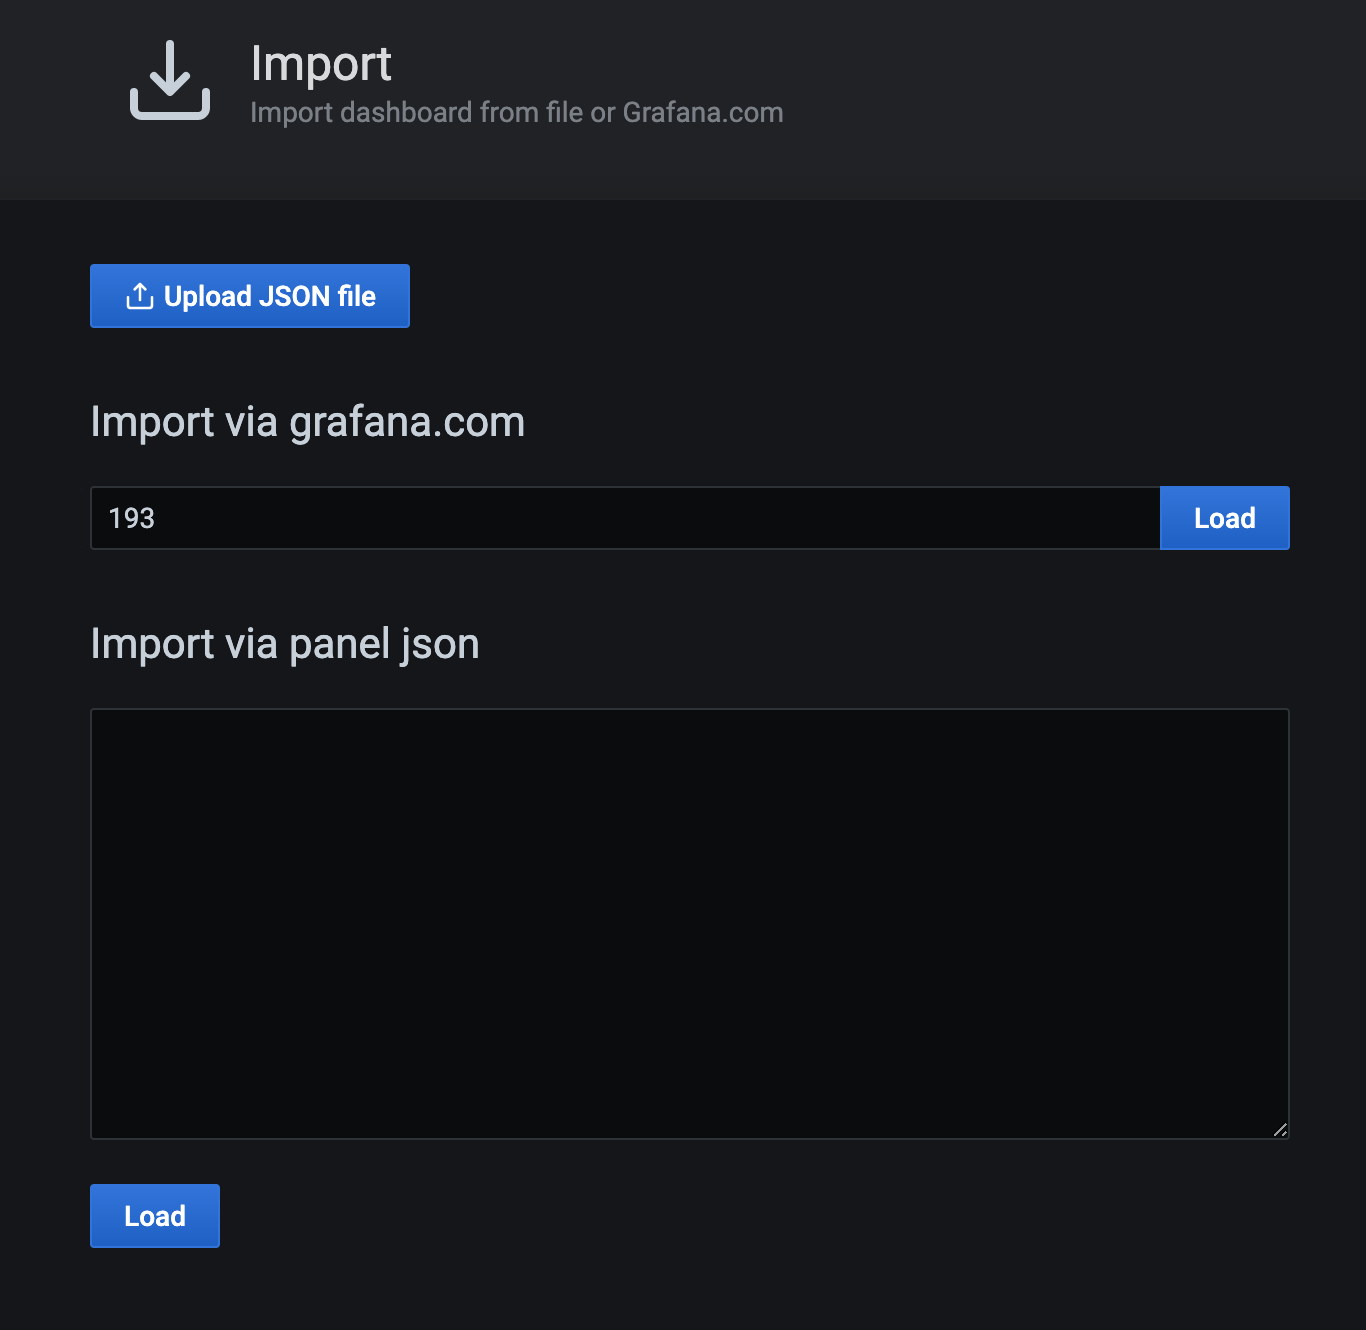 Import
Import dashboard from file or Grafana.com
Upload JSON file
Import via grafana.com
193
Load
Import via panel json
Load